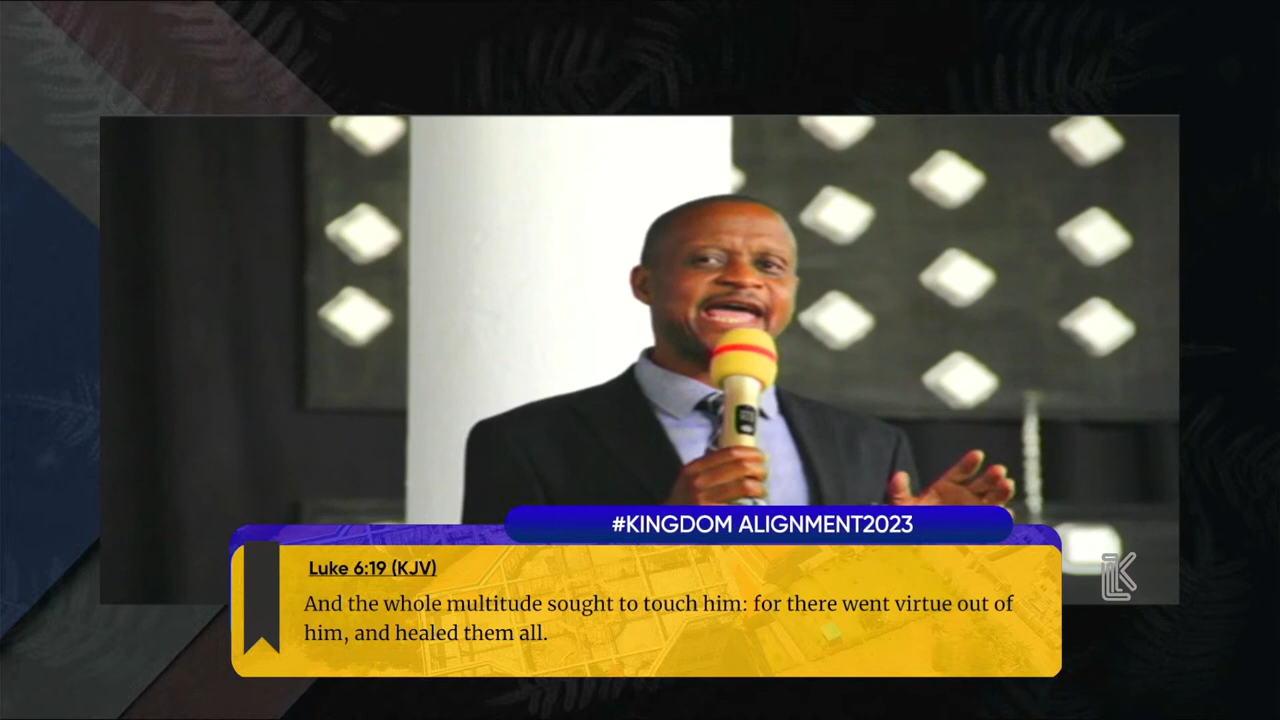 #KINGDOM ALIGNMENT2023
Luke 6:19 (KJV)
And the whole multitude sought to touch him: for there went virtue out of
him, and healed them all.